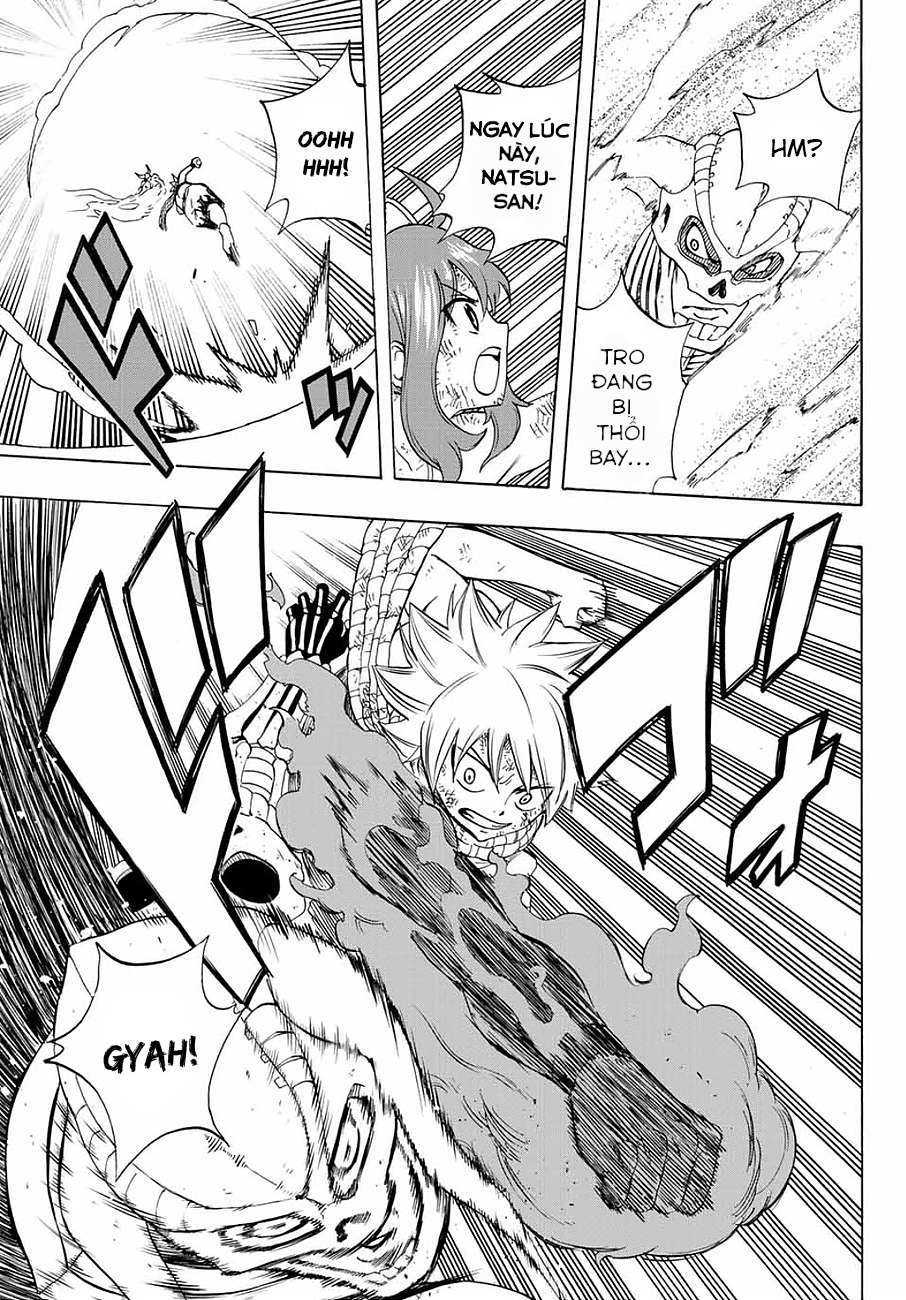 HM?
TRO
ĐANG
BỊ
THỔI
BAY...
NGAY LÚC
NÀY,
NATSU-
SAN!
OOHH
HHH!
GYAH!